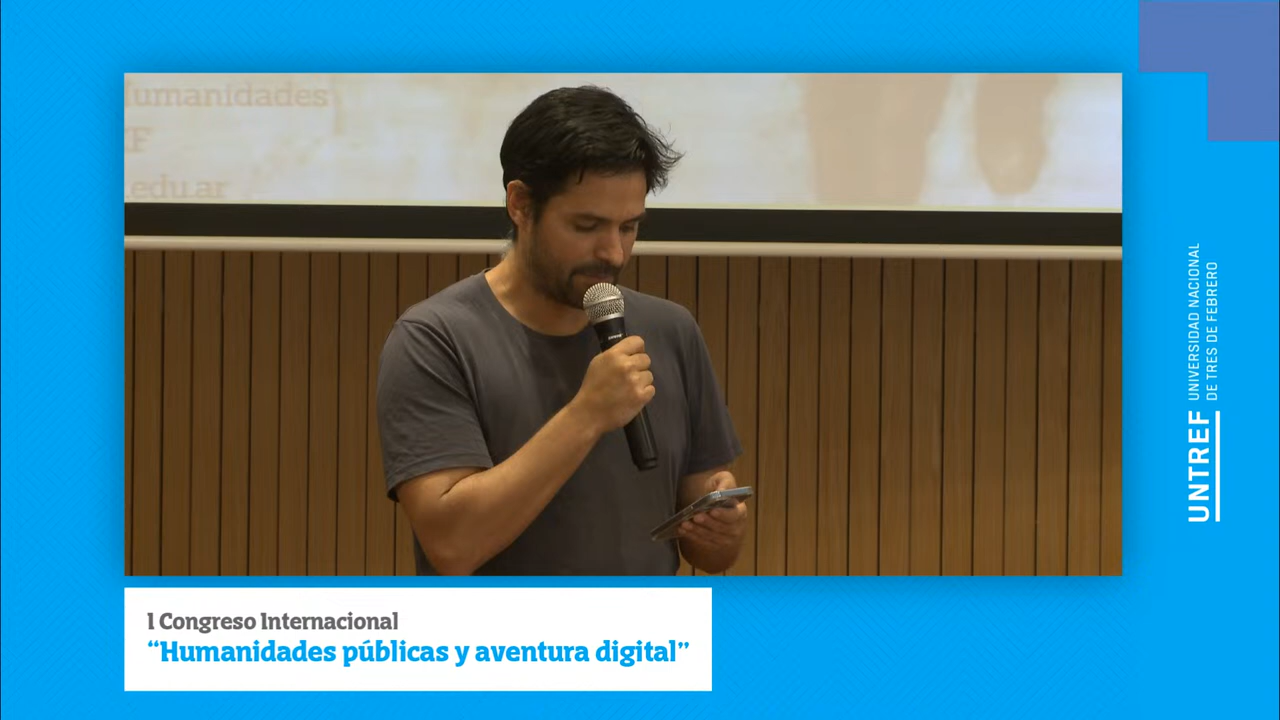 Humanidades
.edu.ar
I Congreso Internacional
“Humanidades públicas y aventura digital”
UNTREF
UNIVERSIDAD NACIONAL
DE TRES DE FEBRERO